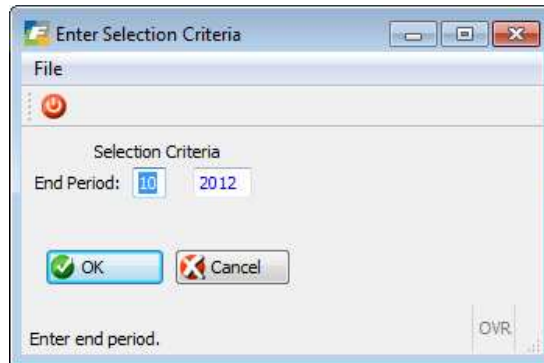 Enter Selection Criteria
File
Selection Criteria
End Period: 10 2012
OK Cancel
Enter end period. OVR